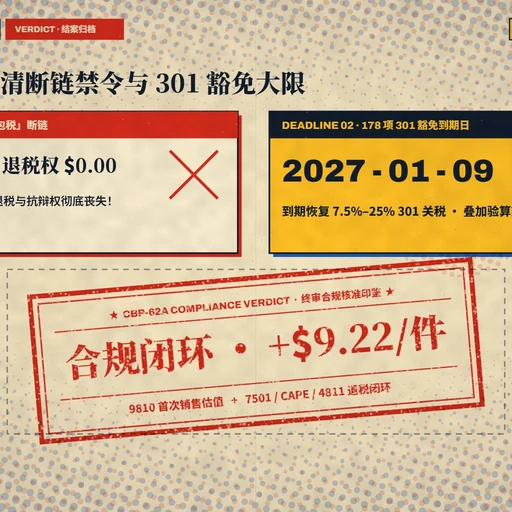 VERDICT · 结案归档
清断链禁令与 301 豁免大限
包税」断链
退税权 $0.00
税与抗辩权彻底丧失！
DEADLINE 02 · 178 项 301 豁免到期日
2027 - 01 - 09
到期恢复 7.5%–25% 301 关税 · 叠加验算
★ CBP-62A COMPLIANCE VERDICT · 终审合规核准印鉴 ★
合规闭环 • +$9.22/件
9810 首次销售估值 + 7501 / CAPE / 4811 退税闭环